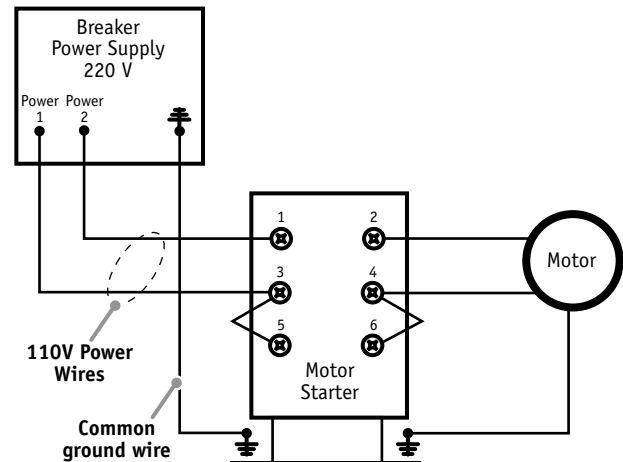 Breaker
Power Supply
220 V
Power Power
1 2
1 2
3 4
5 6
Motor
Motor
Starter
110V Power
Wires
Common
ground wire